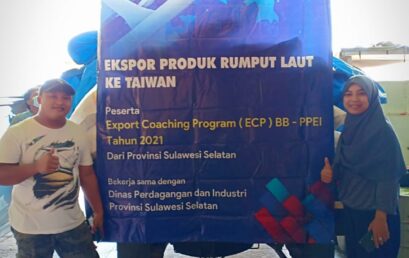 EKSPOR PRODUK RUMPUT LAUT
KE TAIWAN
Peserta
Export Coaching Program ( ECP ) BB - PPEI
Tahun 2021
Dari Provinsi Sulawesi Selatan
Bekerja sama dengan
Dinas Perdagangan dan Industri
Provinsi Sulawesi Selatan